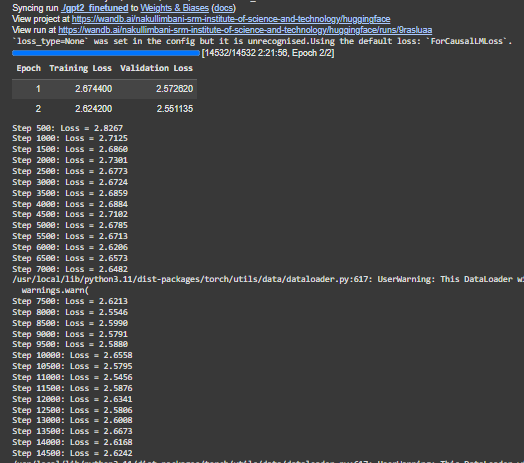 Syncing run ./gpt2_finetuned to Weights & Biases (docs)
View project at https://wandb.ai/nakullimbani-srm-institute-of-science-and-technology/huggingface
View run at https://wandb.ai/nakullimbani-srm-institute-of-science-and-technology/huggingface/runs/9rasluaa
`loss_type=None` was set in the config but it is unrecognised.Using the default loss: `ForCausalLMLoss`.
[14532/14532 2:21:56, Epoch 2/2]
Epoch Training Loss Validation Loss
1 2.674400 2.572620
2 2.624200 2.551135
Step 500: Loss = 2.8267
Step 1000: Loss = 2.7125
Step 1500: Loss = 2.6860
Step 2000: Loss = 2.7301
Step 2500: Loss = 2.6773
Step 3000: Loss = 2.6724
Step 3500: Loss = 2.6859
Step 4000: Loss = 2.6884
Step 4500: Loss = 2.7102
Step 5000: Loss = 2.6785
Step 5500: Loss = 2.6713
Step 6000: Loss = 2.6206
Step 6500: Loss = 2.6573
Step 7000: Loss = 2.6482
/usr/local/lib/python3.11/dist-packages/torch/utils/data/dataloader.py:617: UserWarning: This DataLoader wi
warnings.warn(
Step 7500: Loss = 2.6213
Step 8000: Loss = 2.5546
Step 8500: Loss = 2.5990
Step 9000: Loss = 2.5791
Step 9500: Loss = 2.5880
Step 10000: Loss = 2.6558
Step 10500: Loss = 2.5795
Step 11000: Loss = 2.5456
Step 11500: Loss = 2.5876
Step 12000: Loss = 2.6341
Step 12500: Loss = 2.5806
Step 13000: Loss = 2.6008
Step 13500: Loss = 2.6673
Step 14000: Loss = 2.6168
Step 14500: Loss = 2.6242